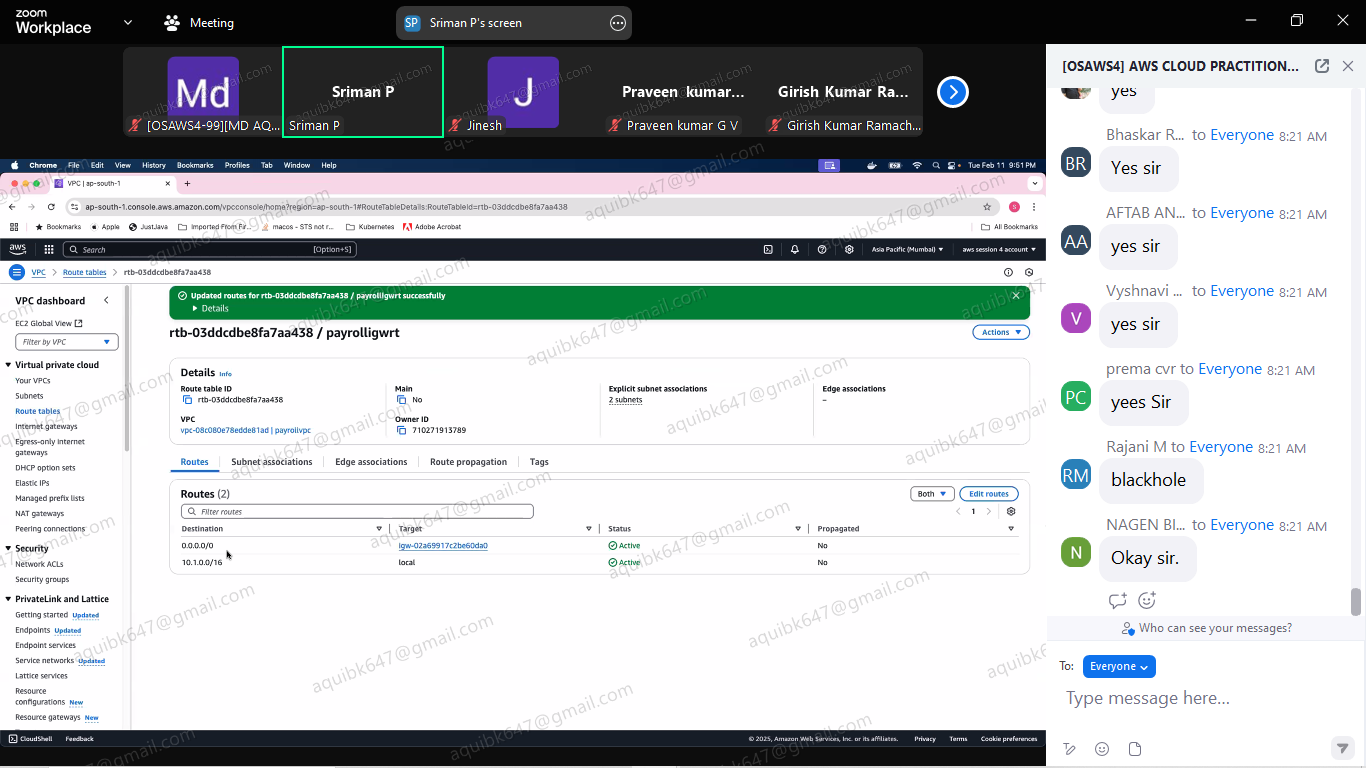 zoom
Workplace
Meeting
SP
Sriman P's screen
Md
[OSAWS4-99][MD AQ...
Sriman P
Sriman P
J
Jinesh
Praveen kumar...
Praveen kumar G V
Girish Kumar Ra...
Girish Kumar Ramach...
Chrome File Edit View History Bookmarks Profiles Tab Window Help
Tue Feb 11 9:51 PM
VPC | ap-south-1
ap-south-1.console.aws.amazon.com/vpcconsole/home?region=ap-south-1#RouteTableDetails:RouteTableId=rtb-03ddcdbe8fa7aa438
S
Bookmarks Apple JustJava Imported From Fir... macos - STS not r... Kubernetes Adobe Acrobat
All Bookmarks
aws
Search [Option+S]
Asia Pacific (Mumbai)
aws session 4 account
VPC > Route tables > rtb-03ddcdbe8fa7aa438
VPC dashboard
EC2 Global View
Filter by VPC
Virtual private cloud
Your VPCs
Subnets
Route tables
Internet gateways
Egress-only internet
gateways
DHCP option sets
Elastic IPs
Managed prefix lists
NAT gateways
Peering connections
Security
Network ACLs
Security groups
PrivateLink and Lattice
Getting started Updated
Endpoints Updated
Endpoint services
Service networks Updated
Lattice services
Resource
configurations New
Resource gateways New
Updated routes for rtb-03ddcdbe8fa7aa438 / payrolligwrt successfully
Details
rtb-03ddcdbe8fa7aa438 / payrolligwrt
Actions
Details Info
Route table ID
rtb-03ddcdbe8fa7aa438
Main
No
Explicit subnet associations
2 subnets
Edge associations
–
VPC
vpc-08c080e78edde81ad | payrollvpc
Owner ID
710271913789
Routes Subnet associations Edge associations Route propagation Tags
Routes (2)
Both
Edit routes
Filter routes
1
Destination Target Status Propagated
0.0.0.0/0 igw-02a69917c2be60da0 Active No
10.1.0.0/16 local Active No
CloudShell Feedback
© 2025, Amazon Web Services, Inc. or its affiliates. Privacy Terms Cookie preferences
aquibk647@gmail.com
[OSAWS4] AWS CLOUD PRACTITION...
yes
Bhaskar R... to Everyone 8:21 AM
BR
Yes sir
AFTAB AN... to Everyone 8:21 AM
AA
yes sir
Vyshnavi ... to Everyone 8:21 AM
V
yes sir
prema cvr to Everyone 8:21 AM
PC
yees Sir
Rajani M to Everyone 8:21 AM
RM
blackhole
NAGEN BI... to Everyone 8:21 AM
N
Okay sir.
Who can see your messages?
To: Everyone
Type message here...